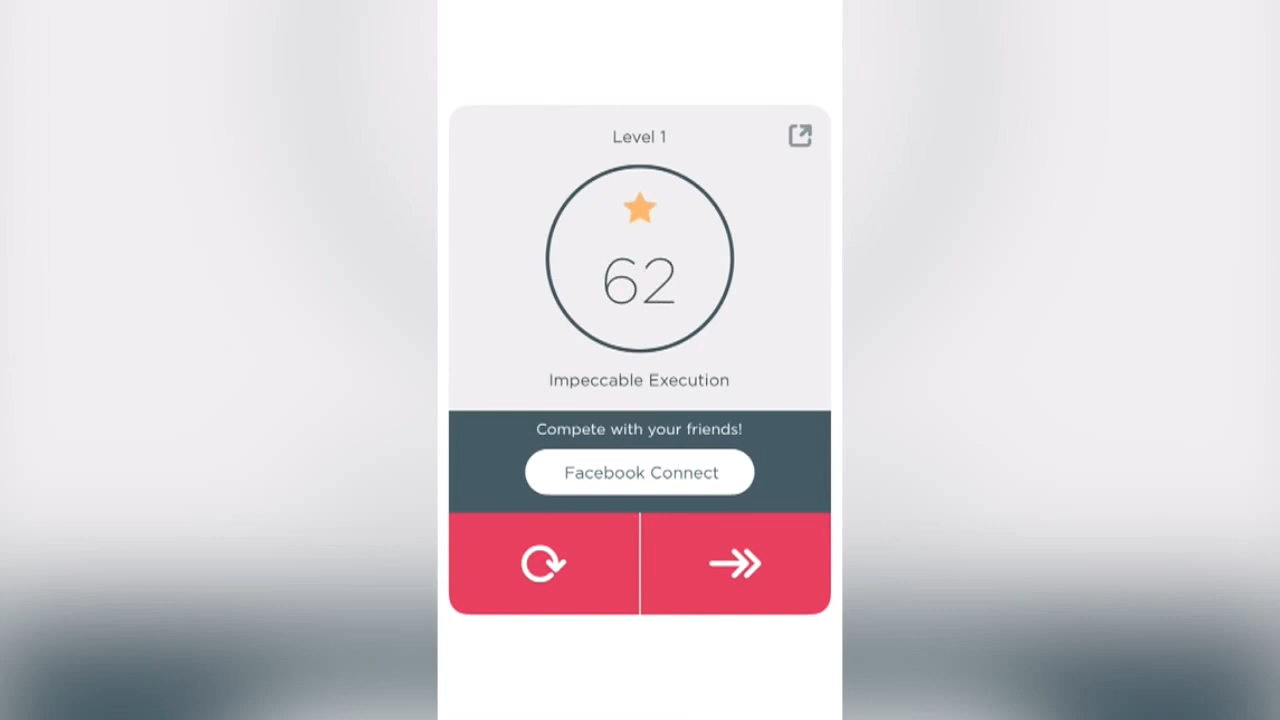 Level 1
62
Impeccable Execution
Compete with your friends!
Facebook Connect